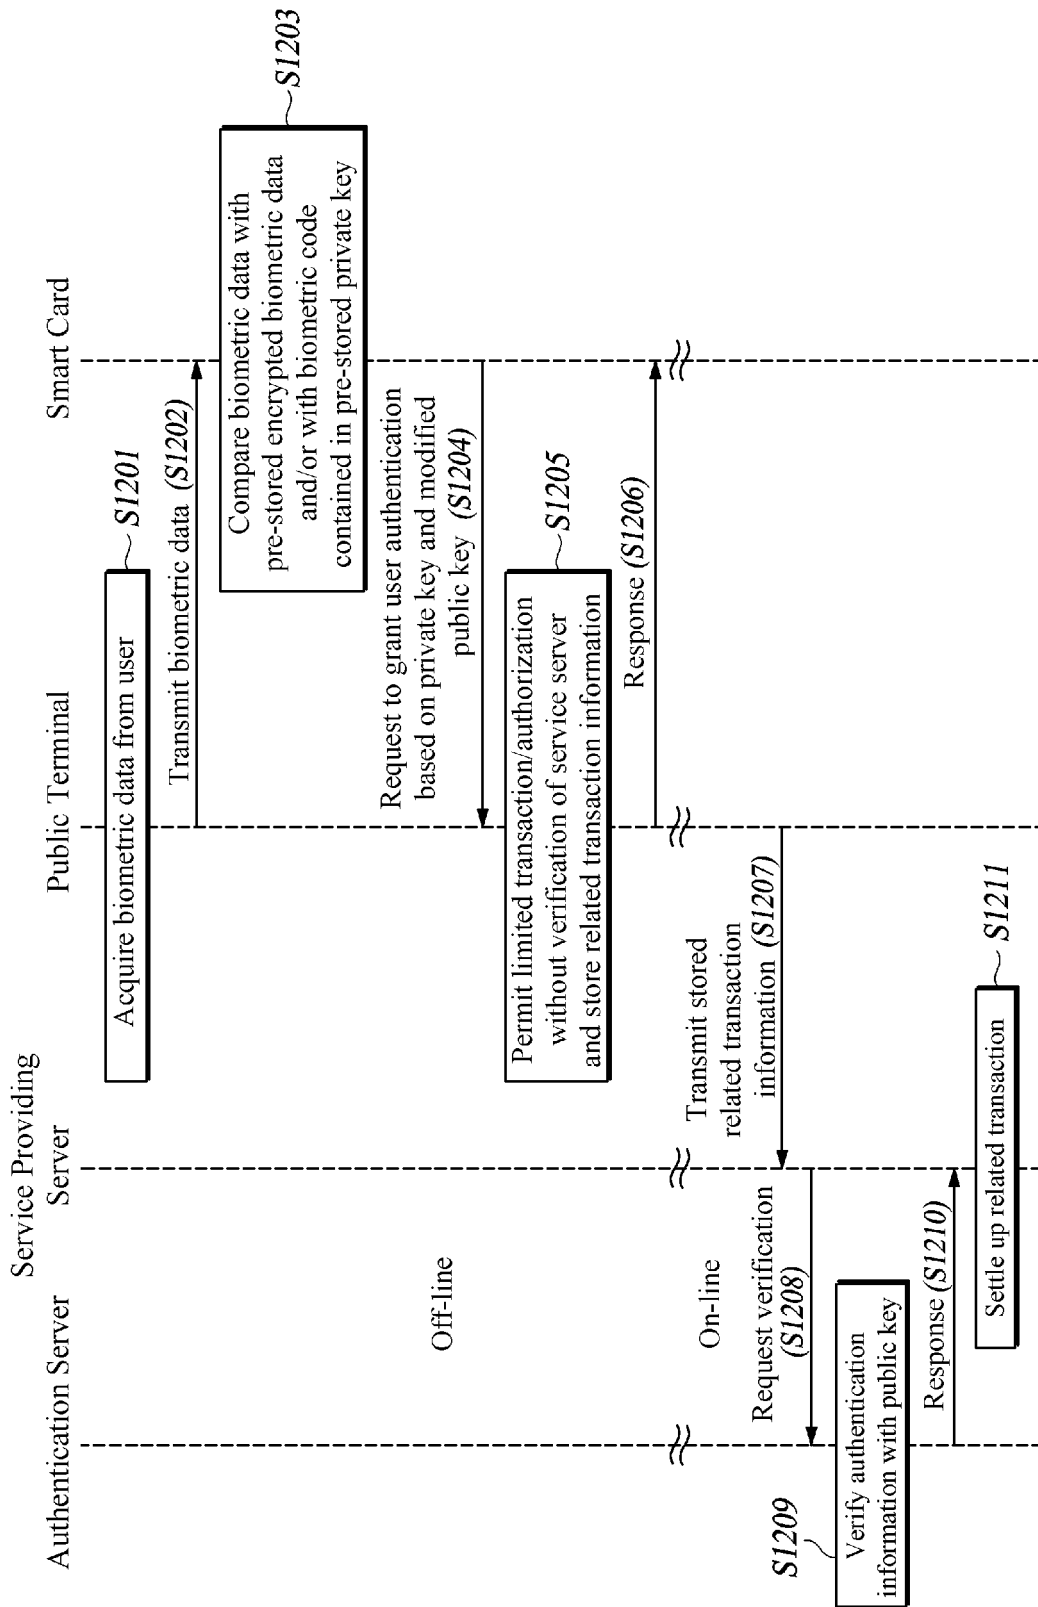 Authentication Server
Service Providing
Server
Public Terminal
Smart Card
Acquire biometric data from user
S1201
Transmit biometric data (S1202)
Compare biometric data with
pre-stored encrypted biometric data
and/or with biometric code
contained in pre-stored private key
S1203
Off-line
Request to grant user authentication
based on private key and modified
public key (S1204)
Permit limited transaction/authorization
without verification of service server
and store related transaction information
S1205
Response (S1206)
On-line
Transmit stored
related transaction
information (S1207)
Request verification
(S1208)
S1209
Verify authentication
information with public key
Response (S1210)
Settle up related transaction
S1211